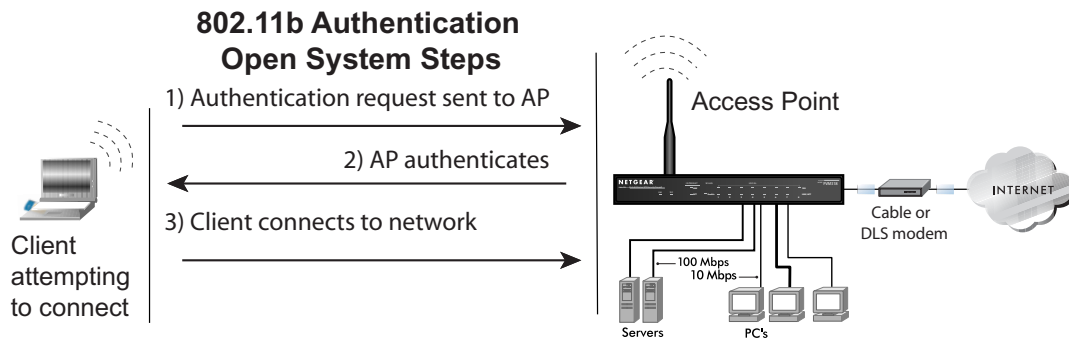 802.11b Authentication
Open System Steps
1) Authentication request sent to AP
2) AP authenticates
3) Client connects to network
Client
attempting
to connect
Access Point
NETGEAR
INTERNET
Cable or
DLS modem
100 Mbps
10 Mbps
Servers
PC's